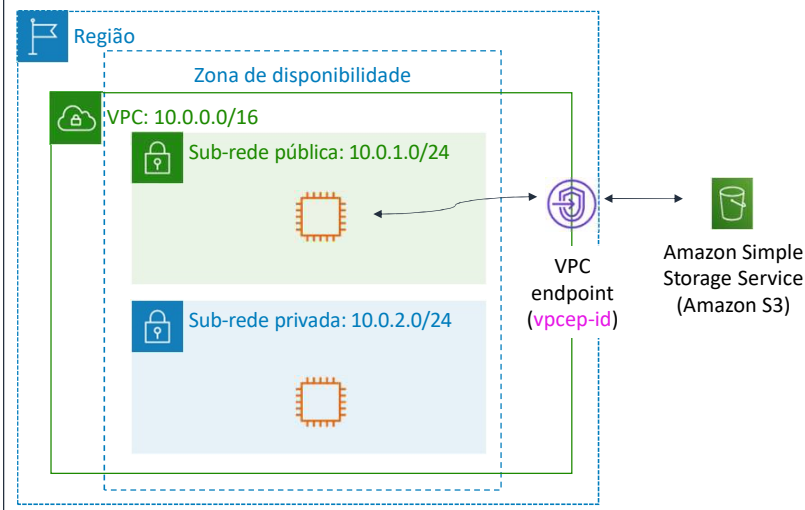 Região
Zona de disponibilidade
VPC: 10.0.0.0/16
Sub-rede pública: 10.0.1.0/24
VPC
endpoint
(vpcep-id)
Amazon Simple
Storage Service
(Amazon S3)
Sub-rede privada: 10.0.2.0/24